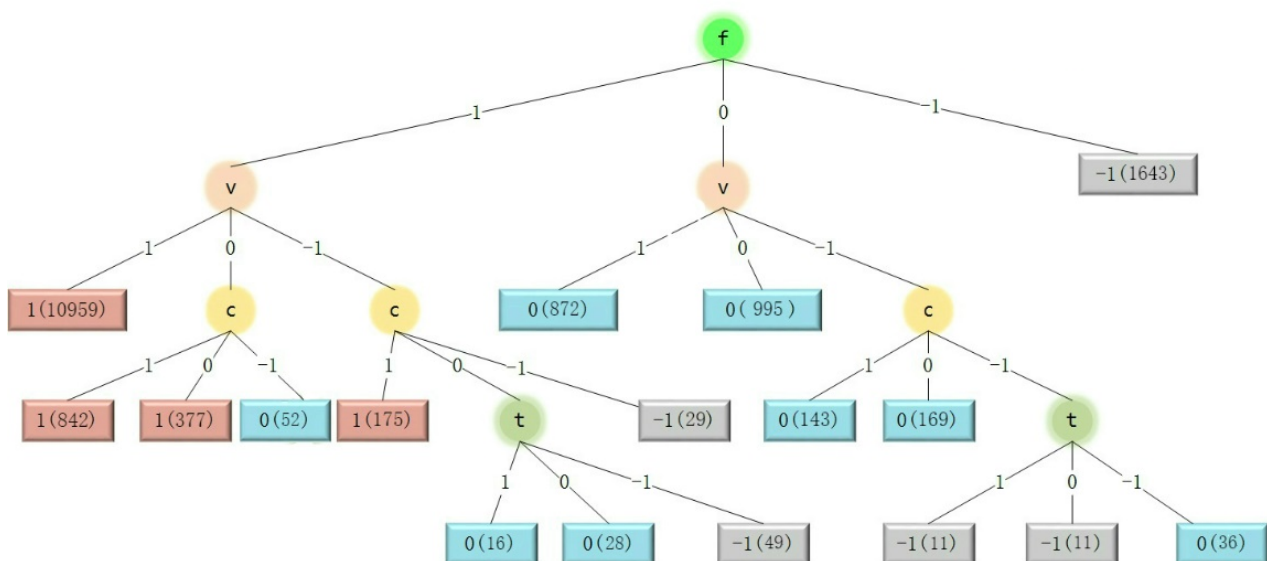 f
1 0 -1
v v -1(1643)
1 0 -1 1 0 -1
1(10959) c c 0(872) 0( 995 ) c
1 0 -1 1 0 -1 1 0 -1
1(842) 1(377) 0(52) 1(175) t -1(29) 0(143) 0(169) t
1 0 -1 1 0 -1
0(16) 0(28) -1(49) -1(11) -1(11) 0(36)